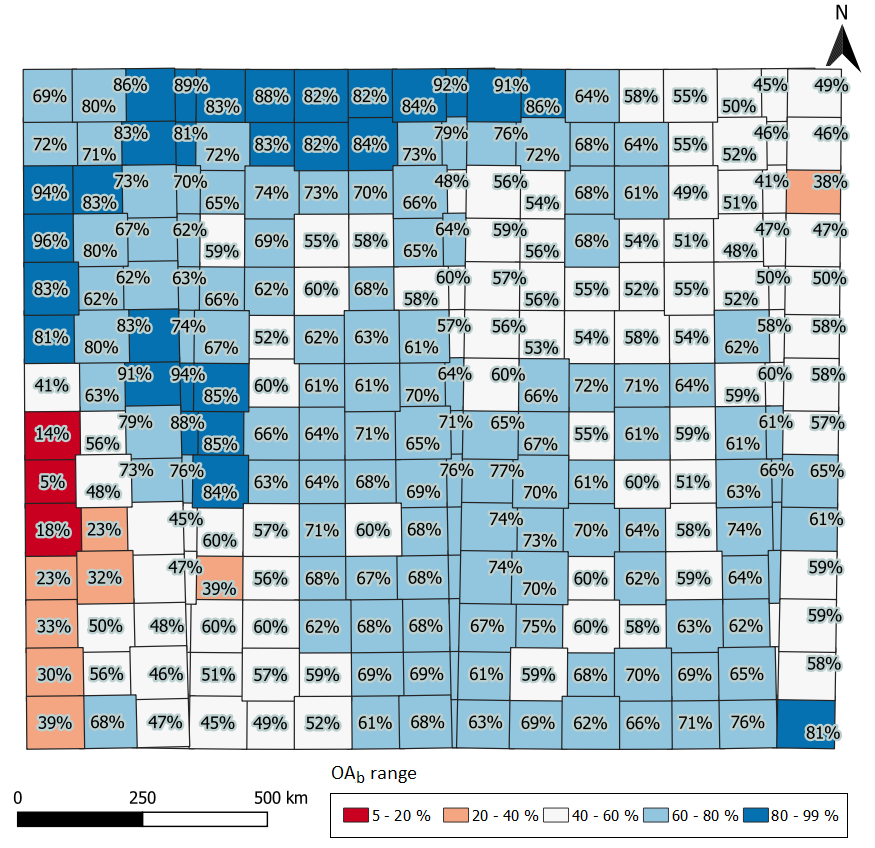 N
69% 80% 86% 89% 83% 88% 82% 82% 84% 92% 91% 86% 64% 58% 55% 50% 45% 49%
72% 71% 83% 81% 72% 83% 82% 84% 73% 79% 76% 72% 68% 64% 55% 52% 46% 46%
94% 83% 73% 70% 65% 74% 73% 70% 66% 48% 56% 54% 68% 61% 49% 51% 41% 38%
96% 80% 67% 62% 59% 69% 55% 58% 65% 64% 59% 56% 68% 54% 51% 48% 47% 47%
83% 62% 62% 63% 66% 62% 60% 68% 58% 60% 57% 56% 55% 52% 55% 52% 50% 50%
81% 80% 83% 74% 67% 52% 62% 63% 61% 57% 56% 53% 54% 58% 54% 62% 58% 58%
41% 63% 91% 94% 85% 60% 61% 61% 70% 64% 60% 66% 72% 71% 64% 59% 60% 58%
14% 56% 79% 88% 85% 66% 64% 71% 65% 71% 65% 67% 55% 61% 59% 61% 61% 57%
5% 48% 73% 76% 84% 63% 64% 68% 69% 76% 77% 70% 61% 60% 51% 63% 66% 65%
18% 23% 45% 60% 57% 71% 60% 68% 74% 73% 70% 64% 58% 74% 61%
23% 32% 47% 39% 56% 68% 67% 68% 74% 70% 60% 62% 59% 64% 59%
33% 50% 48% 60% 60% 62% 68% 68% 67% 75% 60% 58% 63% 62% 59%
30% 56% 46% 51% 57% 59% 69% 69% 61% 59% 68% 70% 69% 65% 58%
39% 68% 47% 45% 49% 52% 61% 68% 63% 69% 62% 66% 71% 76% 81%
OAb range
0 250 500 km
5 - 20 % 20 - 40 % 40 - 60 % 60 - 80 % 80 - 99 %